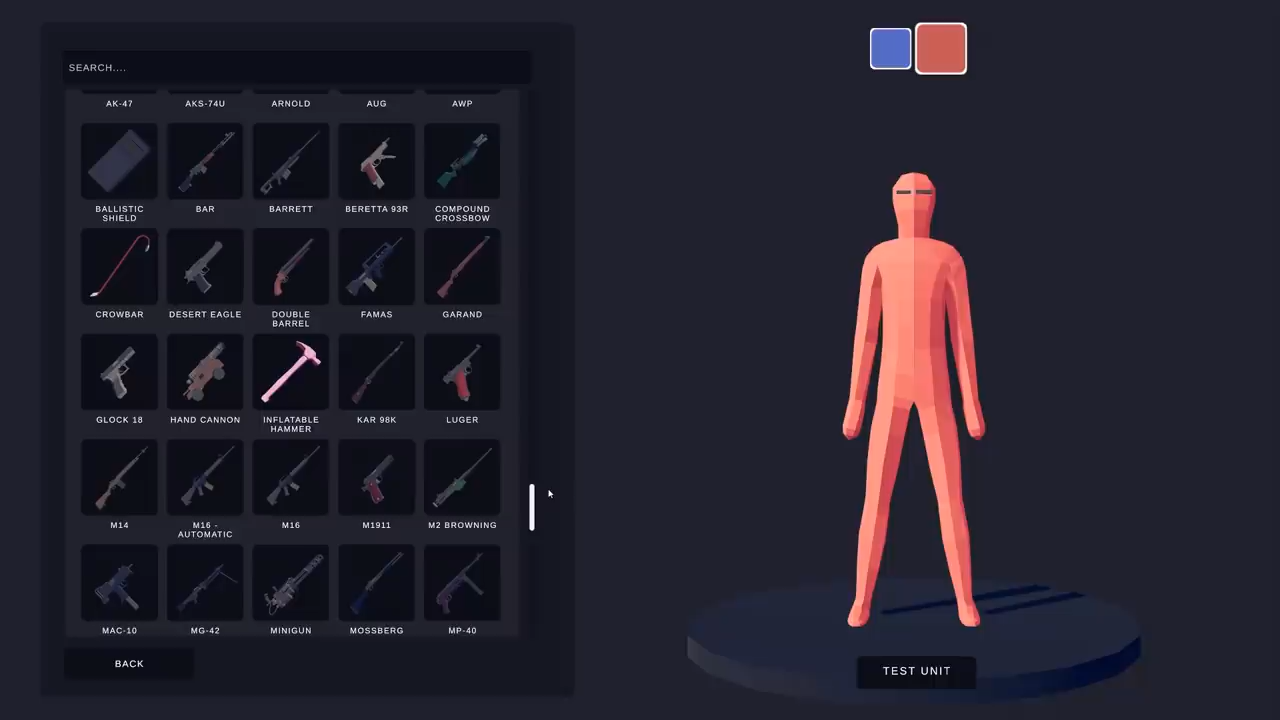 SEARCH....
AK-47
AKS-74U
ARNOLD
AUG
AWP
BALLISTIC
SHIELD
BAR
BARRETT
BERETTA 93R
COMPOUND
CROSSBOW
CROWBAR
DESERT EAGLE
DOUBLE
BARREL
FAMAS
GARAND
GLOCK 18
HAND CANNON
INFLATABLE
HAMMER
KAR 98K
LUGER
M14
M16 -
AUTOMATIC
M16
M1911
M2 BROWNING
MAC-10
MG-42
MINIGUN
MOSSBERG
MP-40
BACK
TEST UNIT